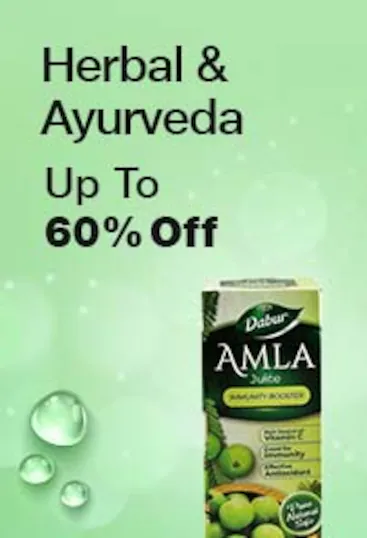 Herbal &
Ayurveda
Up To
60% Off
Dabur
AMLA
Juice
IMMUNITY BOOSTER
Vitamin C
Immunity
Effective
Antioxidant